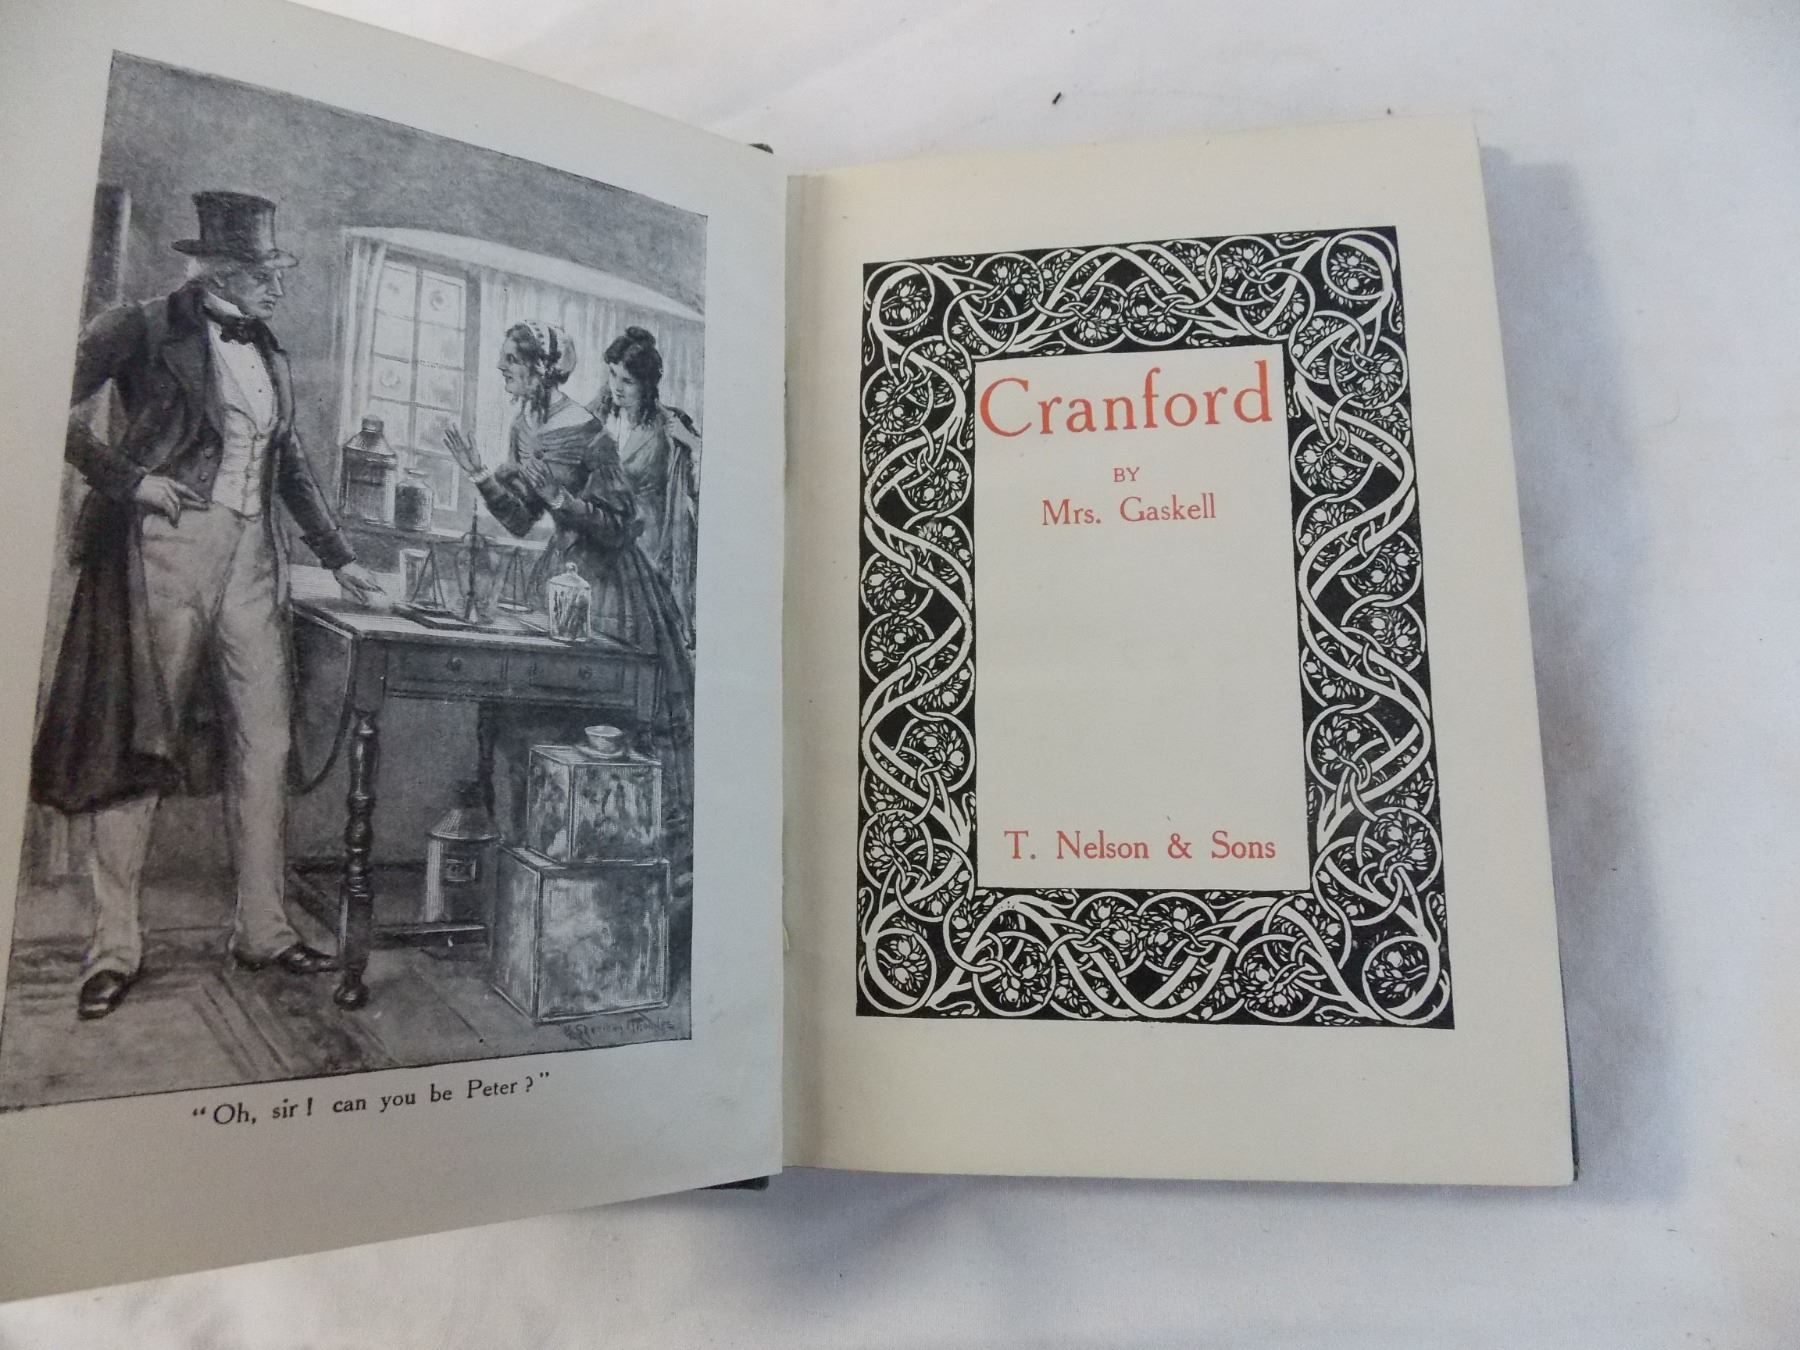 "Oh, sir! can you be Peter?"
Cranford
BY
Mrs. Gaskell
T. Nelson & Sons